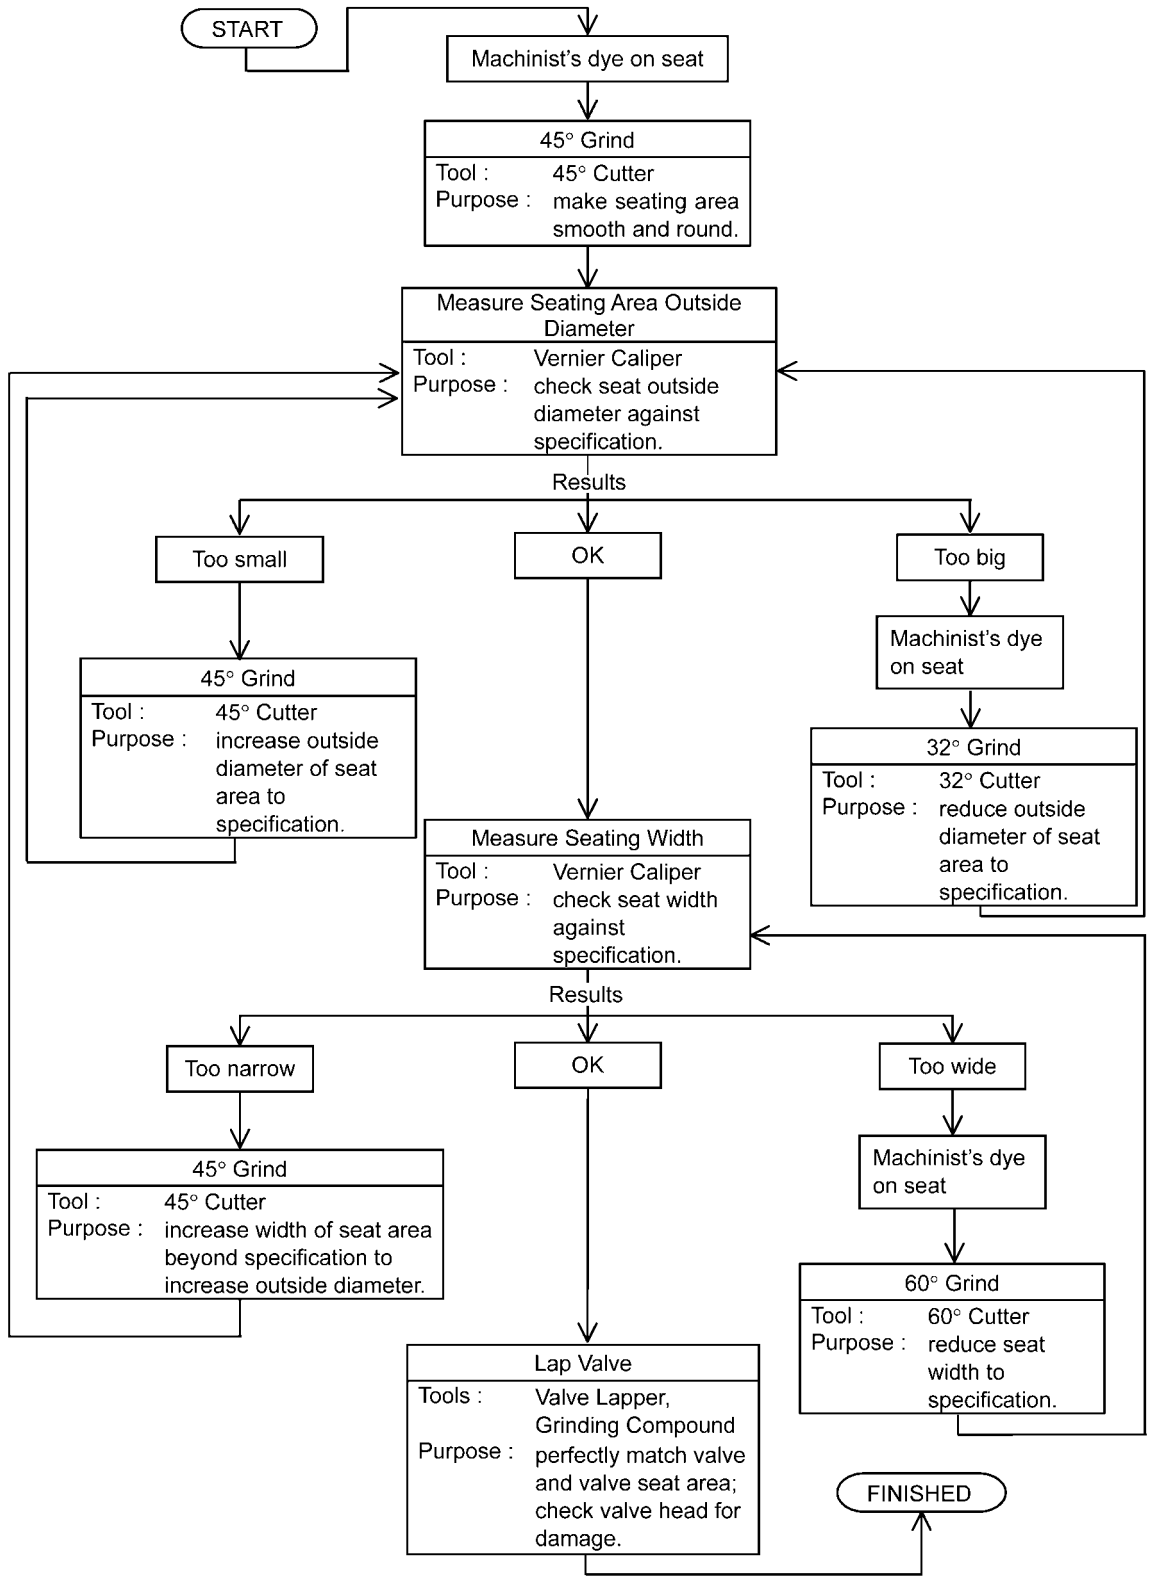 START
Machinist's dye on seat
45° Grind
Tool : 45° Cutter
Purpose : make seating area
smooth and round.
Measure Seating Area Outside
Diameter
Tool : Vernier Caliper
Purpose : check seat outside
diameter against
specification.
Results
Too small
OK
Too big
Machinist's dye
on seat
45° Grind
Tool : 45° Cutter
Purpose : increase outside
diameter of seat
area to
specification.
32° Grind
Tool : 32° Cutter
Purpose : reduce outside
diameter of seat
area to
specification.
Measure Seating Width
Tool : Vernier Caliper
Purpose : check seat width
against
specification.
Results
Too narrow
OK
Too wide
Machinist's dye
on seat
45° Grind
Tool : 45° Cutter
Purpose : increase width of seat area
beyond specification to
increase outside diameter.
60° Grind
Tool : 60° Cutter
Purpose : reduce seat
width to
specification.
Lap Valve
Tools : Valve Lapper,
Grinding Compound
Purpose : perfectly match valve
and valve seat area;
check valve head for
damage.
FINISHED